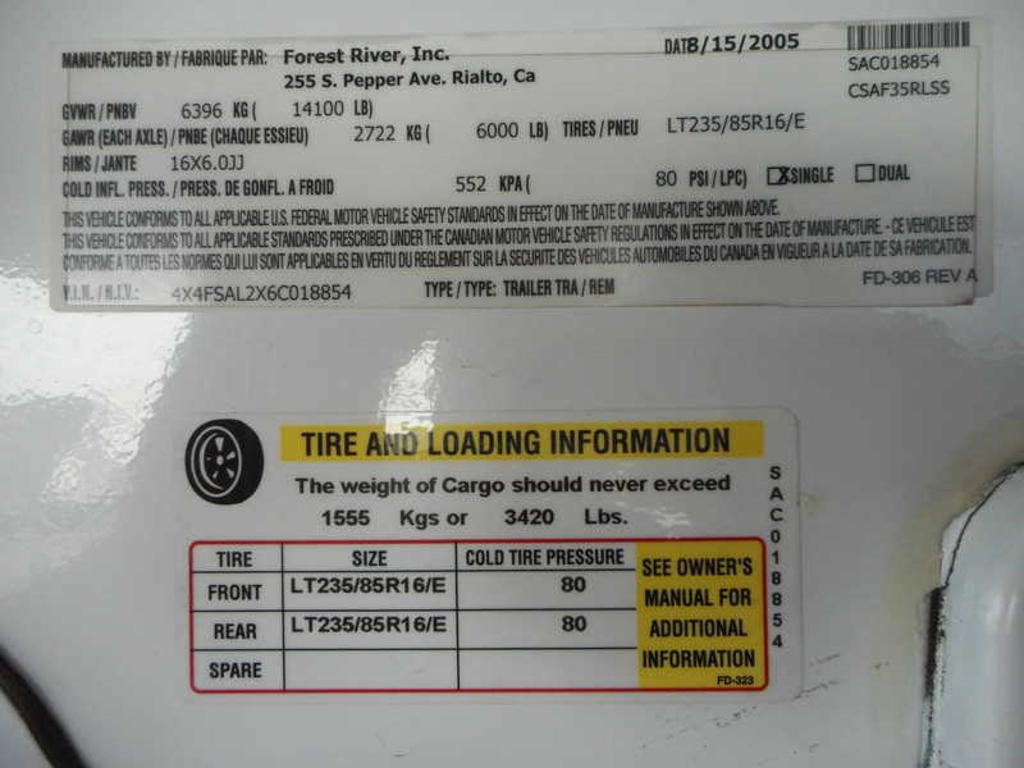 MANUFACTURED BY / FABRIQUE PAR: Forest River, Inc. DAT8/15/2005
255 S. Pepper Ave. Rialto, Ca SAC018854
CSAF35RLSS
GVWR / PNBV 6396 KG ( 14100 LB)
GAWR (EACH AXLE) / PNBE (CHAQUE ESSIEU) 2722 KG ( 6000 LB) TIRES / PNEU LT235/85R16/E
RIMS / JANTE 16X6.0JJ
COLD INFL. PRESS. / PRESS. DE GONFL. A FROID 552 KPA ( 80 PSI / LPC) X SINGLE DUAL
THIS VEHICLE CONFORMS TO ALL APPLICABLE U.S. FEDERAL MOTOR VEHICLE SAFETY STANDARDS IN EFFECT ON THE DATE OF MANUFACTURE SHOWN ABOVE.
THIS VEHICLE CONFORMS TO ALL APPLICABLE STANDARDS PRESCRIBED UNDER THE CANADIAN MOTOR VEHICLE SAFETY REGULATIONS IN EFFECT ON THE DATE OF MANUFACTURE. - CE VEHICULE EST
CONFORME A TOUTES LES NORMES QUI LUI SONT APPLICABLES EN VERTU DU REGLEMENT SUR LA SECURITE DES VEHICULES AUTOMOBILES DU CANADA EN VIGUEUR A LA DATE DE SA FABRICATION.
V.I.N. / N.I.V.: 4X4FSAL2X6C018854 TYPE / TYPE: TRAILER TRA / REM FD-306 REV A
TIRE AND LOADING INFORMATION
The weight of Cargo should never exceed
1555 Kgs or 3420 Lbs.
SAC018854
TIRE SIZE COLD TIRE PRESSURE
FRONT LT235/85R16/E 80
REAR LT235/85R16/E 80
SPARE
SEE OWNER'S
MANUAL FOR
ADDITIONAL
INFORMATION
FD-323